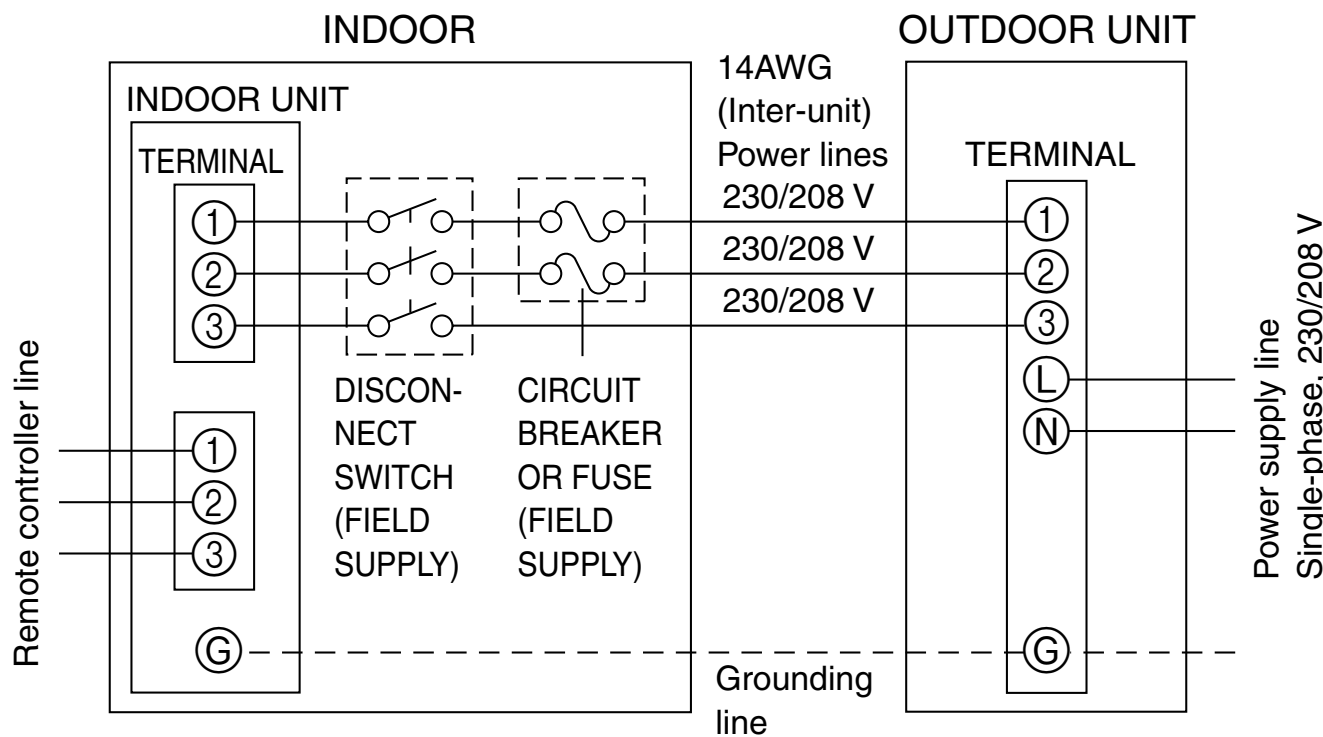 INDOOR
OUTDOOR UNIT
INDOOR UNIT
TERMINAL
1
2
3
1
2
3
G
DISCON-
NECT
SWITCH
(FIELD
SUPPLY)
CIRCUIT
BREAKER
OR FUSE
(FIELD
SUPPLY)
14AWG
(Inter-unit)
Power lines
230/208 V
230/208 V
230/208 V
Grounding
line
TERMINAL
1
2
3
L
N
G
Remote controller line
Power supply line
Single-phase, 230/208 V